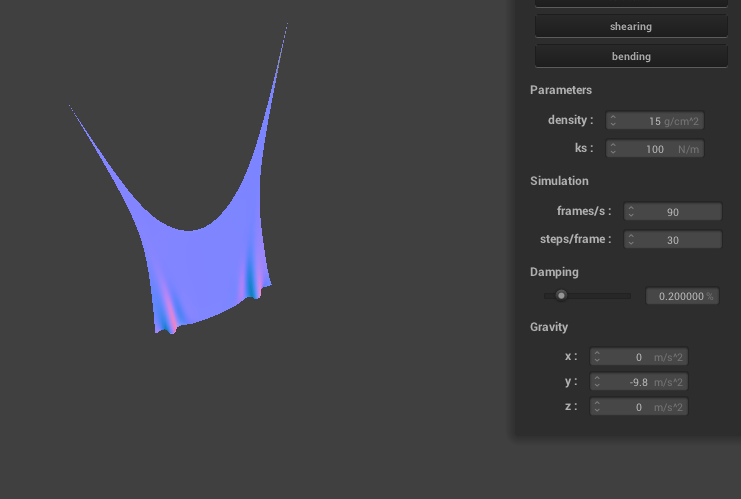 shearing
bending
Parameters
density : 15 g/cm^2
ks : 100 N/m
Simulation
frames/s : 90
steps/frame : 30
Damping
0.200000 %
Gravity
x : 0 m/s^2
y : -9.8 m/s^2
z : 0 m/s^2